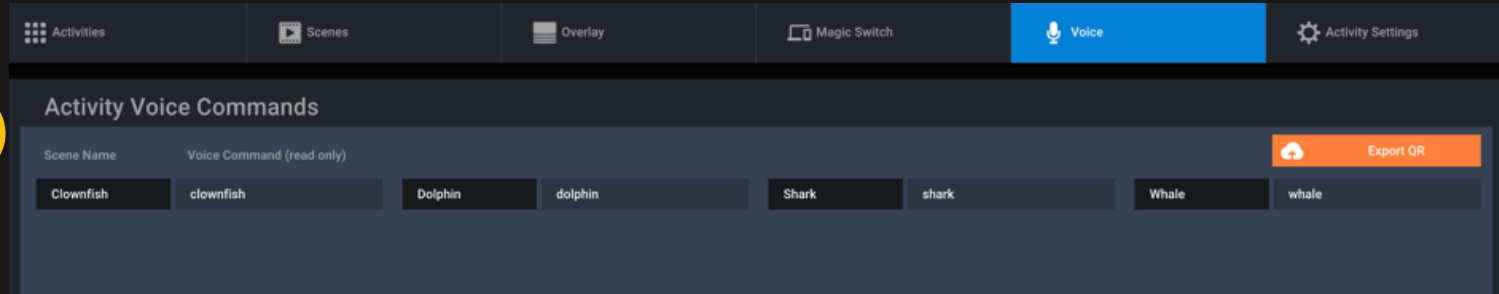 Activities Scenes Overlay Magic Switch Voice Activity Settings
Activity Voice Commands
Scene Name Voice Command (read only) Export QR
Clownfish clownfish Dolphin dolphin Shark shark Whale whale